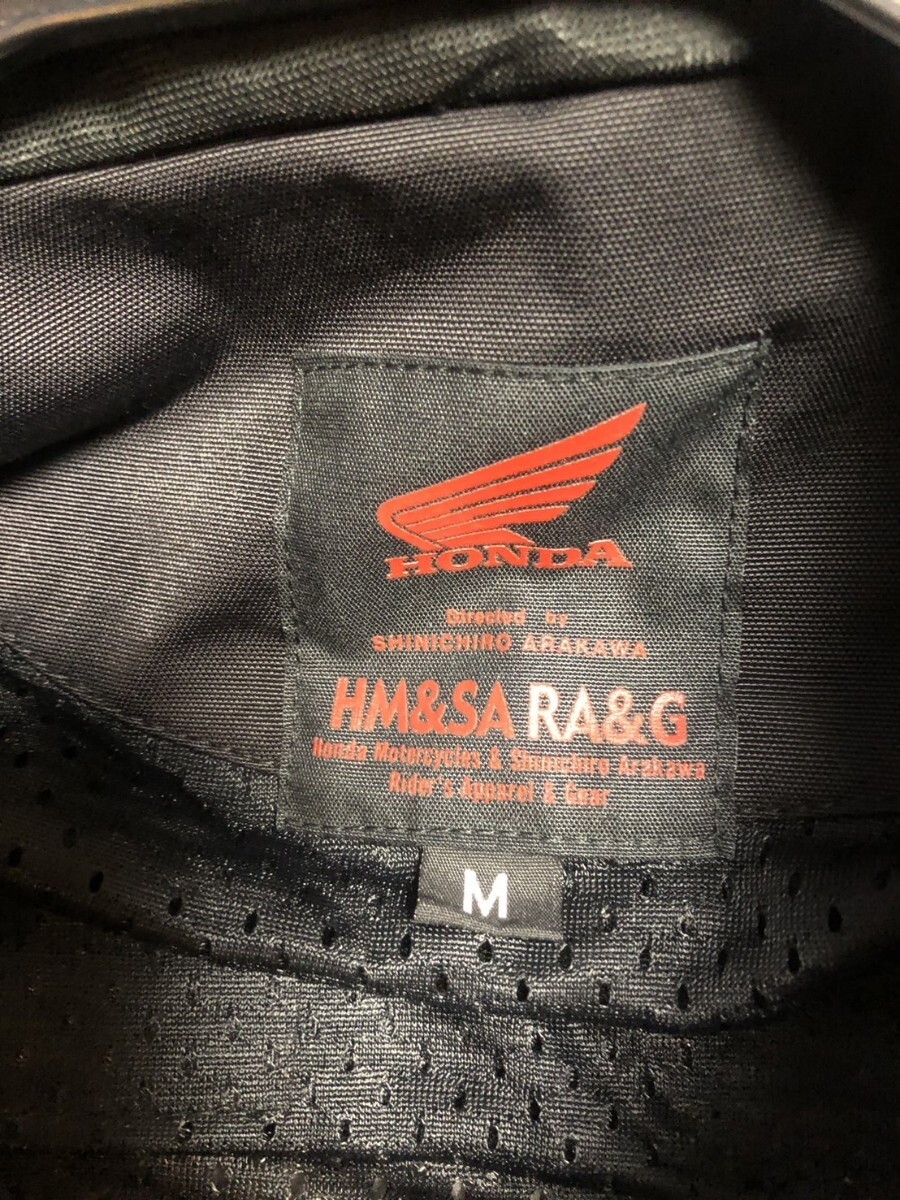 HONDA
Directed by
SHINICHIRO ARAKAWA
HM&SA RA&G
Honda Motorcycles & Shinichiro Arakawa
Rider's Apparel & Gear
M